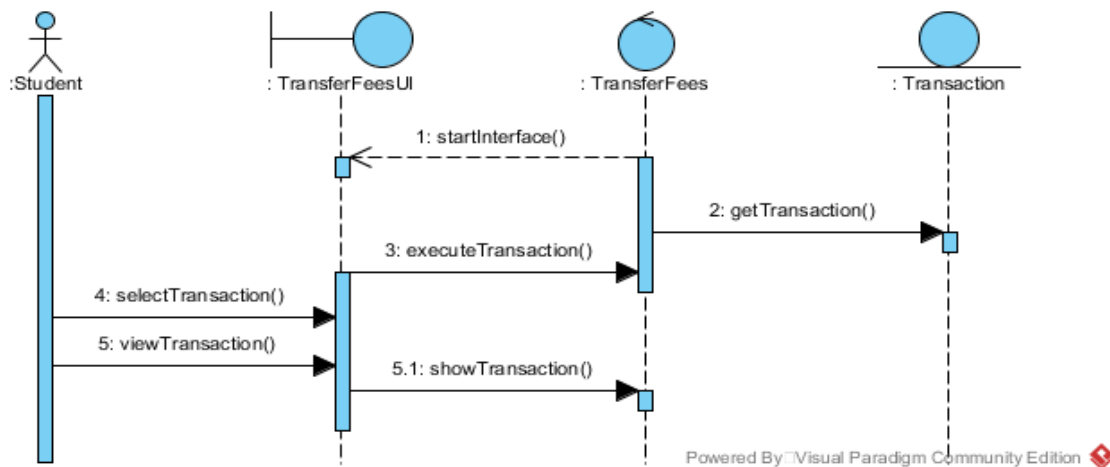 :Student
: TransferFeesUI
: TransferFees
: Transaction
1: startInterface()
2: getTransaction()
3: executeTransaction()
4: selectTransaction()
5: viewTransaction()
5.1: showTransaction()
Powered By Visual Paradigm Community Edition